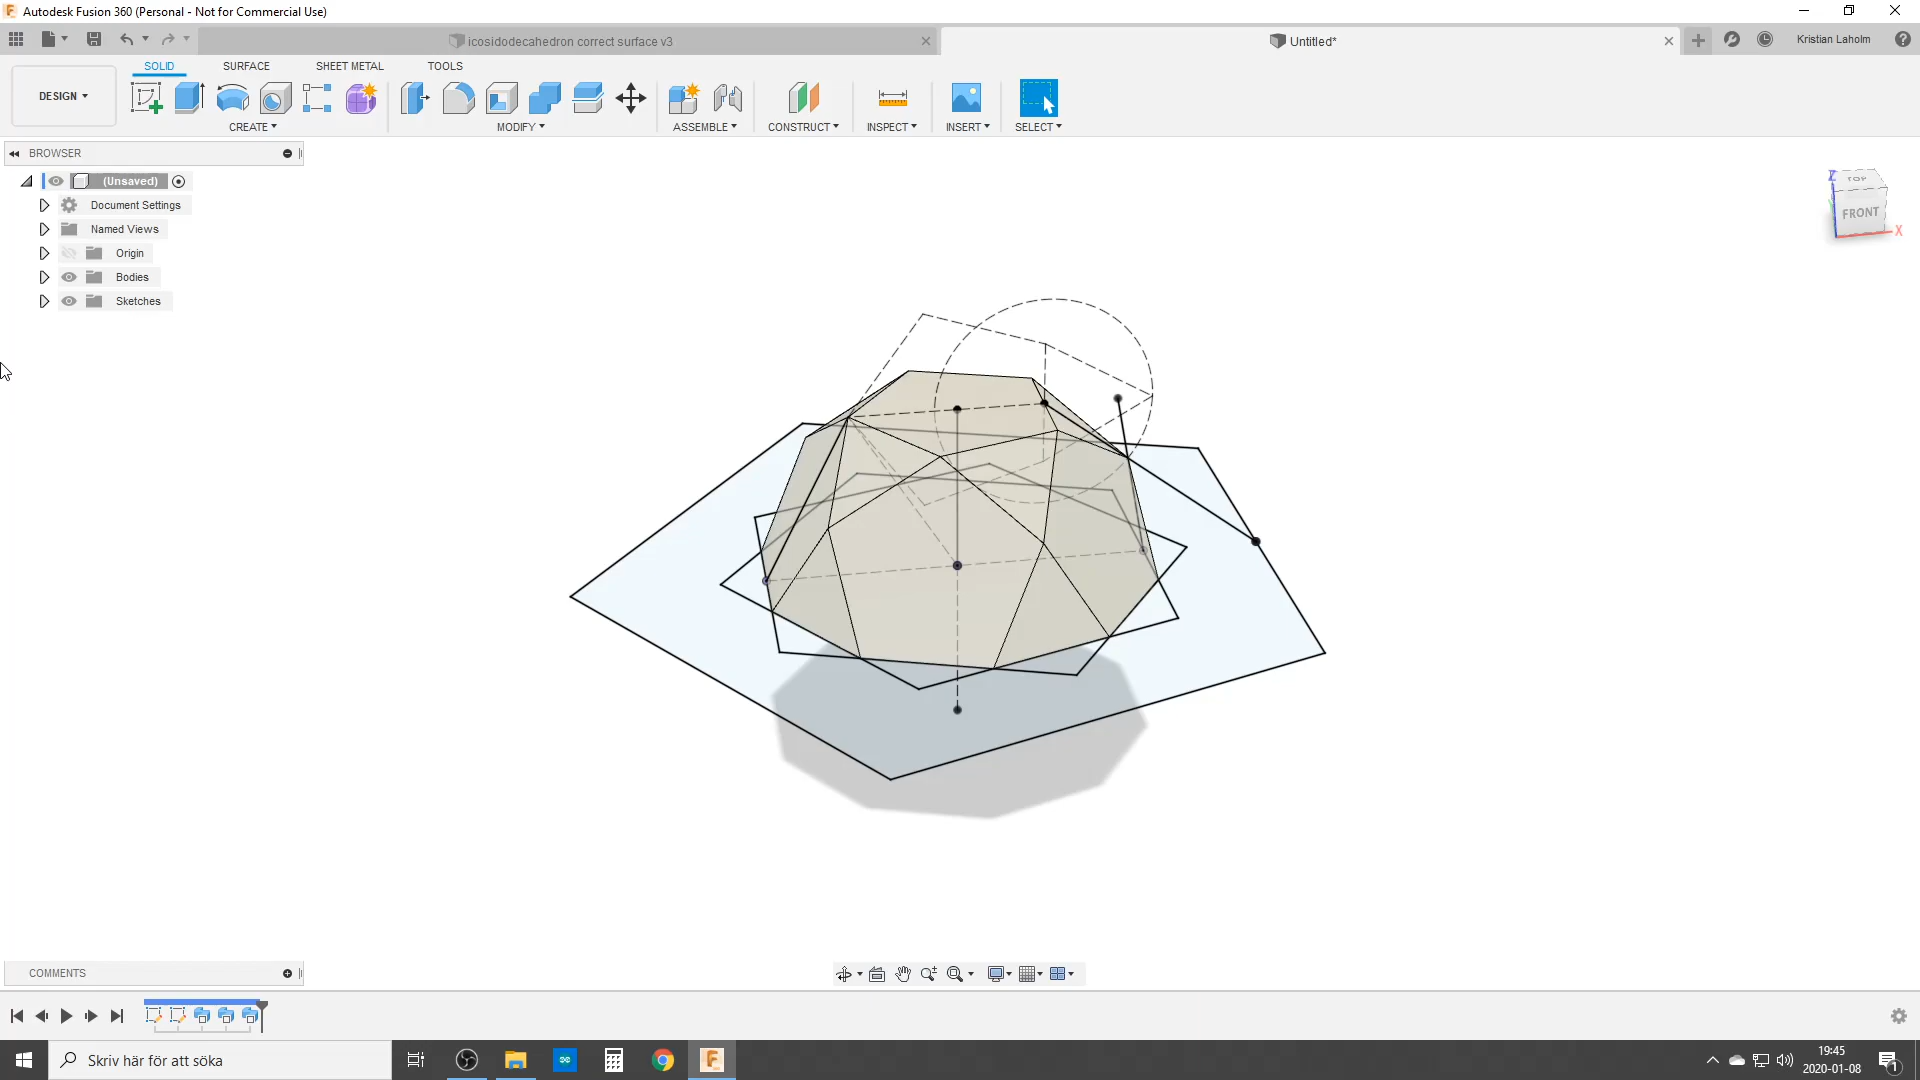 Autodesk Fusion 360 (Personal - Not for Commercial Use)
icosidodecahedron correct surface v3
Untitled*
Kristian Laholm
DESIGN
SOLID
SURFACE
SHEET METAL
TOOLS
CREATE
MODIFY
ASSEMBLE
CONSTRUCT
INSPECT
INSERT
SELECT
BROWSER
(Unsaved)
Document Settings
Named Views
Origin
Bodies
Sketches
Z
TOP
FRONT
X
COMMENTS
Skriv här för att söka
19:45
2020-01-08
1